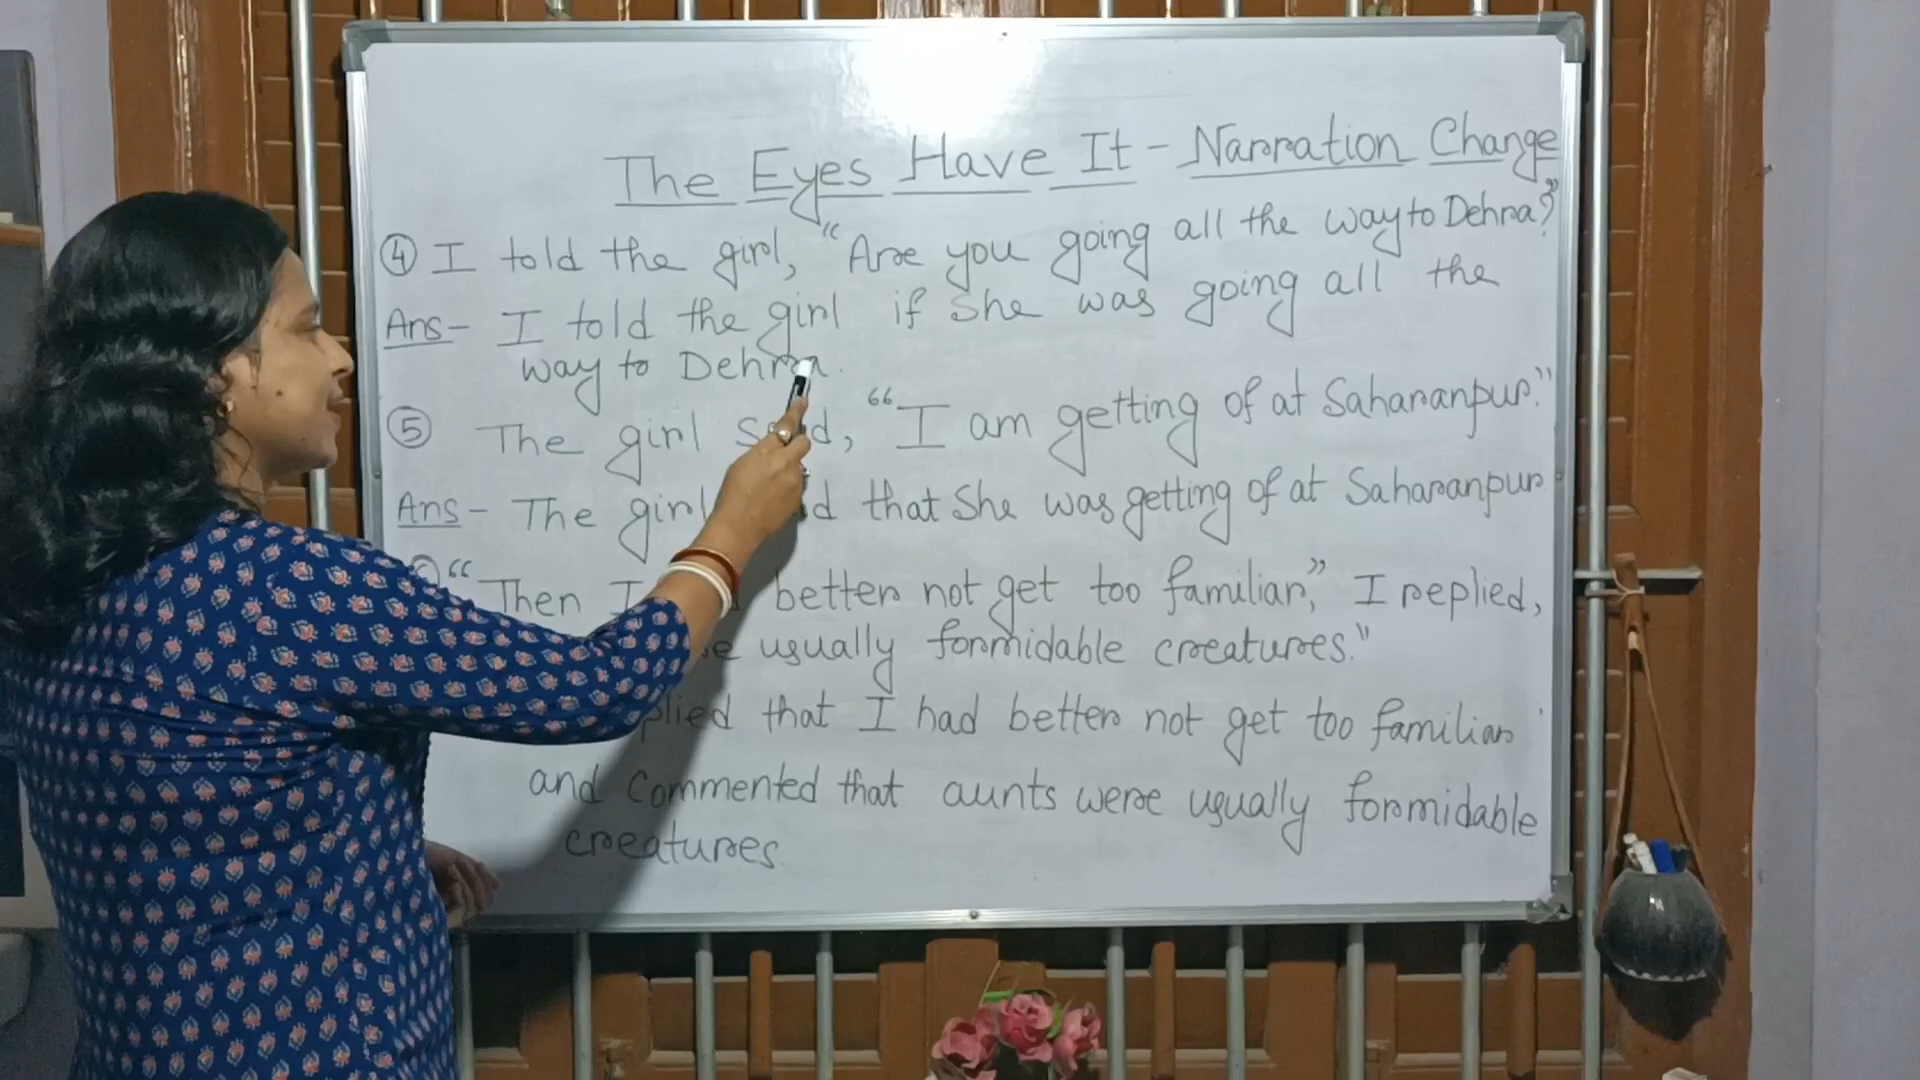 The Eyes Have It - Narration Change
④ I told the girl, "Are you going all the way to Dehra?"
Ans - I told the girl if she was going all the
way to Dehra.
⑤ The girl said, "I am getting of at Saharanpur."
Ans - The girl that She was getting of at Saharanpur
"Then I better not get too familiar," I replied,
usually formidable creatures."
that I had better not get too familiar
and commented that aunts were usually formidable
creatures.